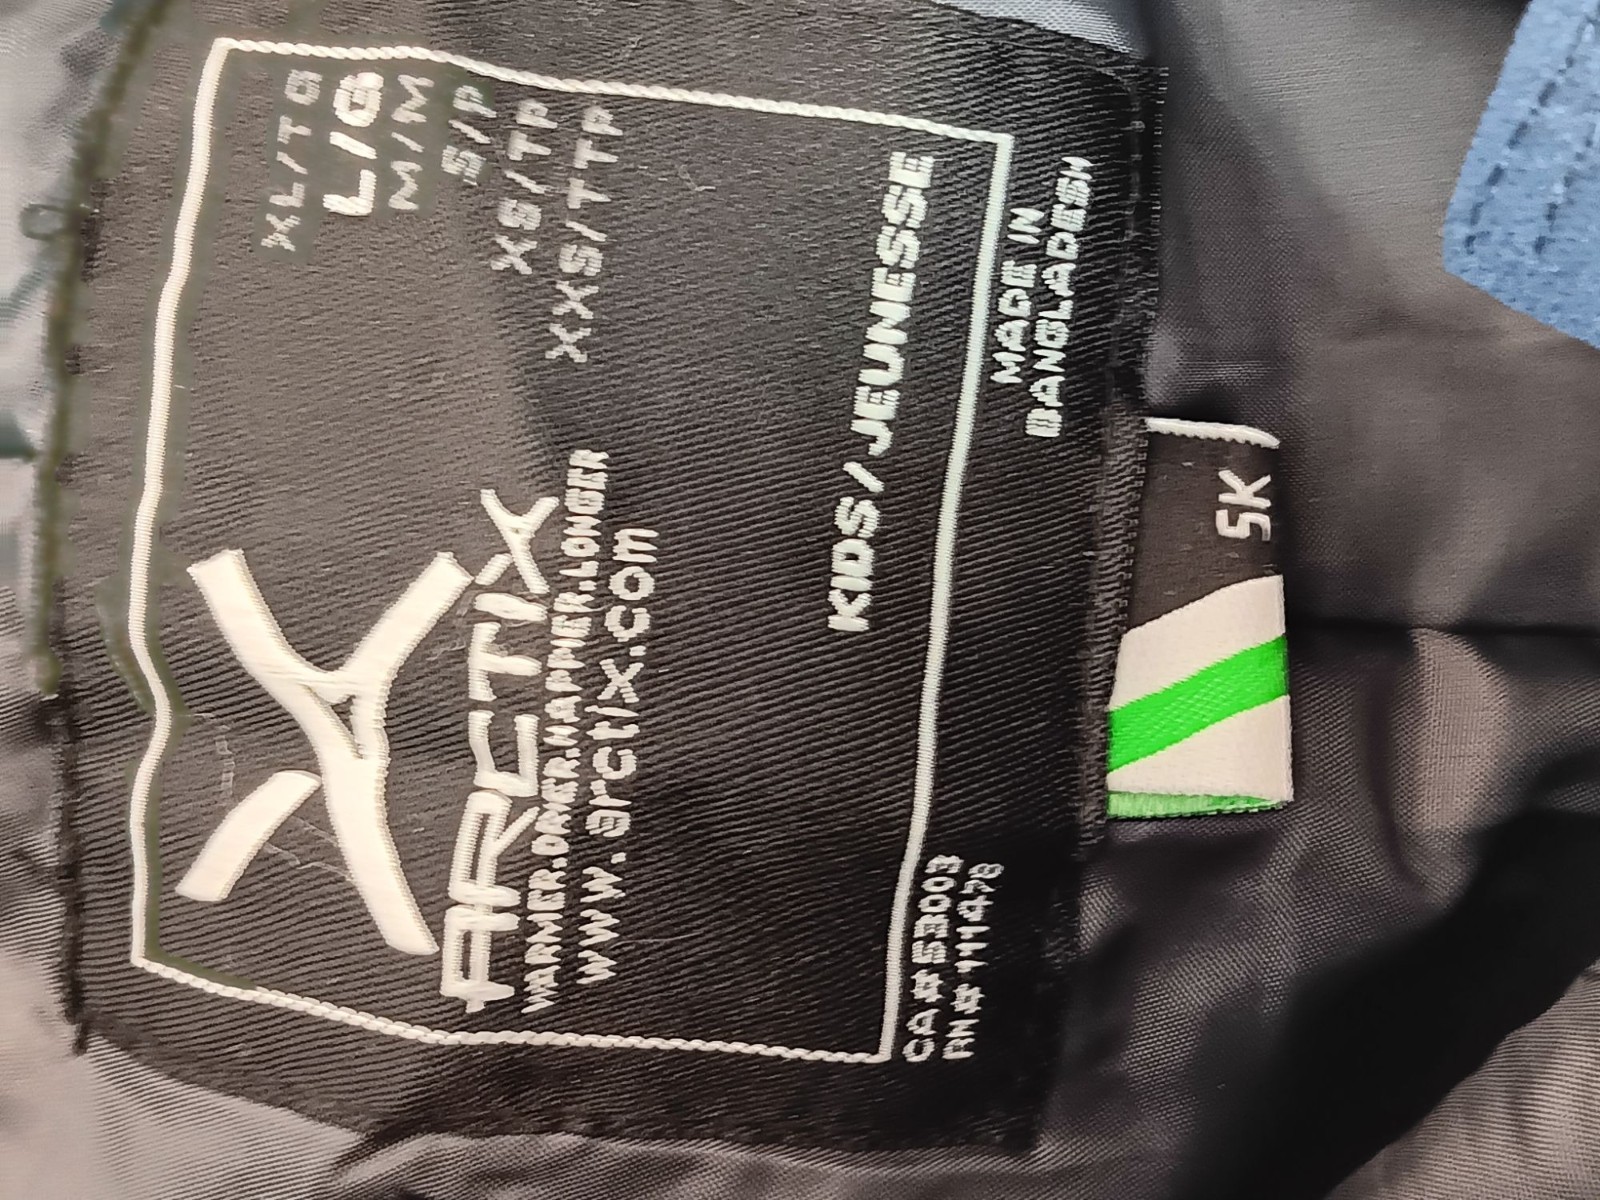 XL/TG
L/G
M/M
S/P
XS/TP
XXS/TTP
ARCTIX
WARMER.DRYER.HAPPIER.LONGER
www.arctix.com
KIDS/JEUNESSE
MADE IN
BANGLADESH
CA# 53003
RN# 111478
5K